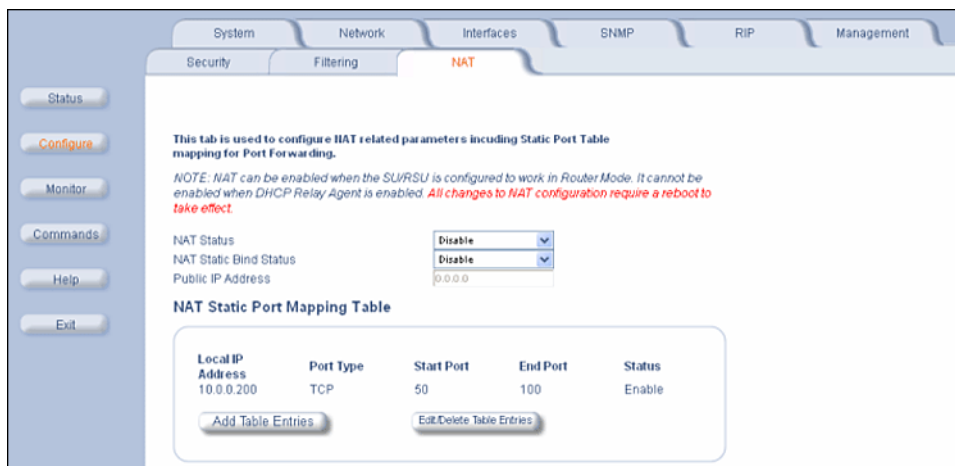 System Network Interfaces SNMP RIP Management
Security Filtering NAT
Status
Configure
Monitor
Commands
Help
Exit
This tab is used to configure NAT related parameters incuding Static Port Table
mapping for Port Forwarding.
NOTE: NAT can be enabled when the SU/RSU is configured to work in Router Mode. It cannot be
enabled when DHCP Relay Agent is enabled. All changes to NAT configuration require a reboot to
take effect.
NAT Status Disable
NAT Static Bind Status Disable
Public IP Address 0.0.0.0
NAT Static Port Mapping Table
Local IP
Address Port Type Start Port End Port Status
10.0.0.200 TCP 50 100 Enable
Add Table Entries Edit/Delete Table Entries